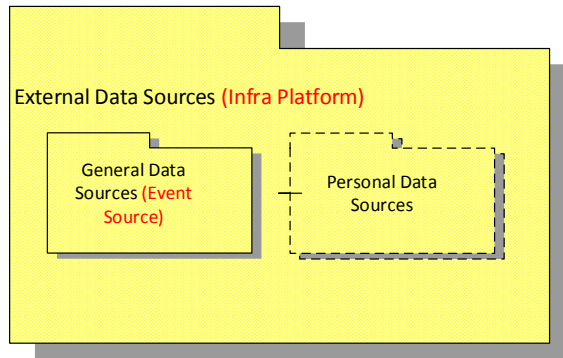 External Data Sources (Infra Platform)
General Data
Sources (Event
Source)
Personal Data
Sources